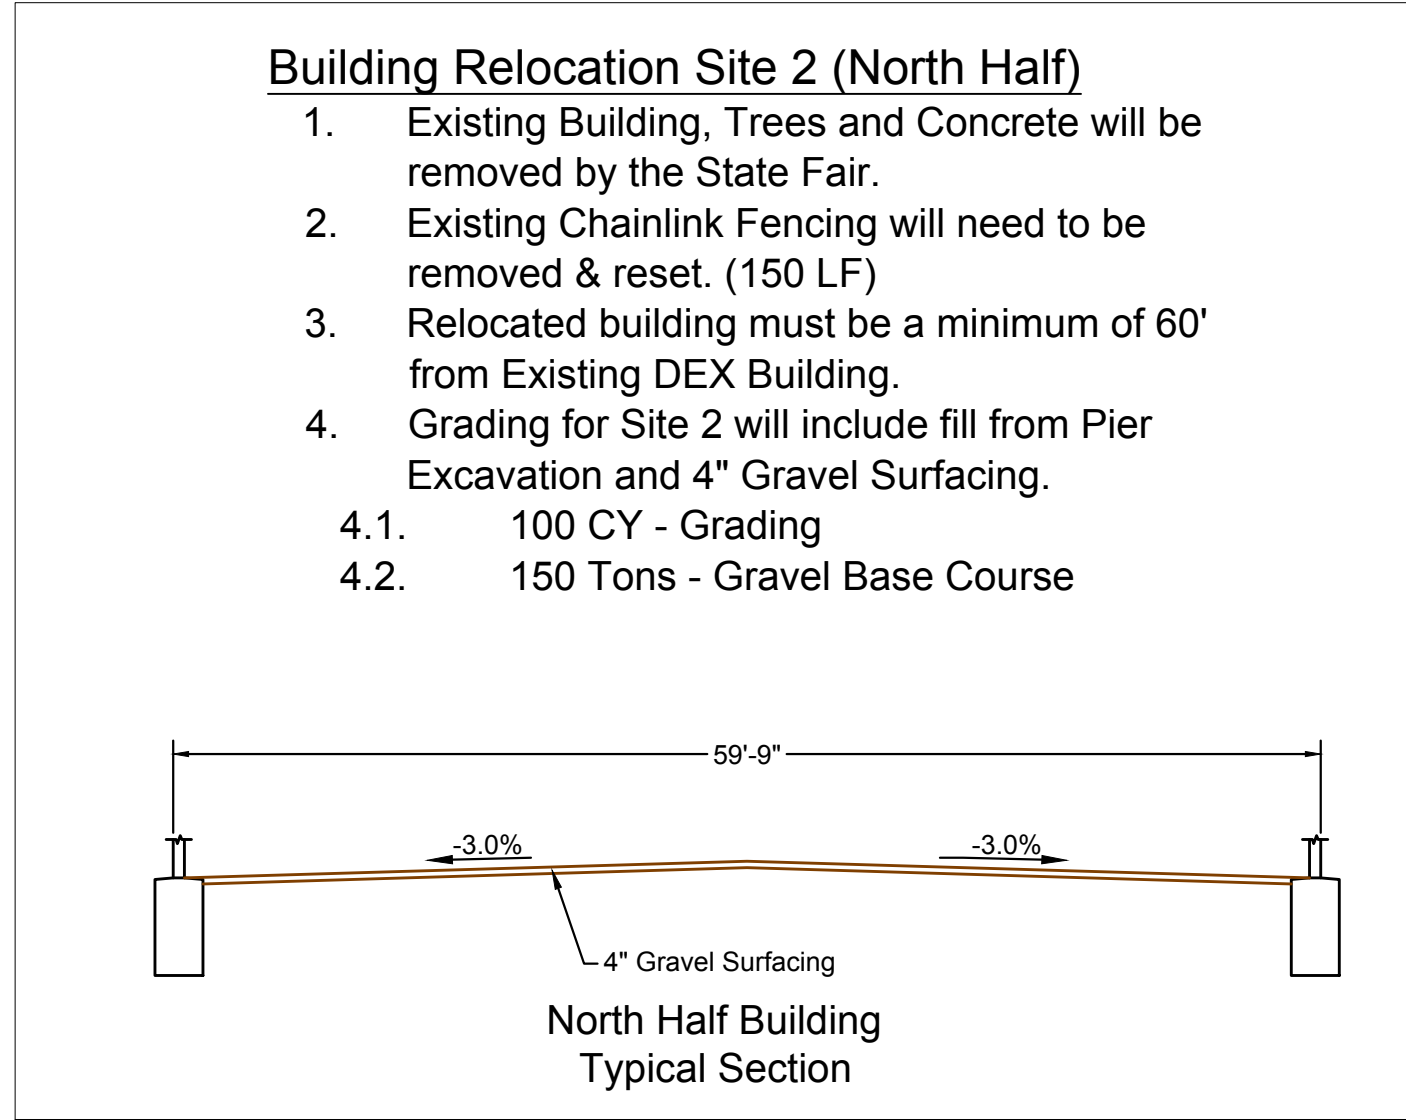 Building Relocation Site 2 (North Half)
1. Existing Building, Trees and Concrete will be
removed by the State Fair.
2. Existing Chainlink Fencing will need to be
removed & reset. (150 LF)
3. Relocated building must be a minimum of 60'
from Existing DEX Building.
4. Grading for Site 2 will include fill from Pier
Excavation and 4" Gravel Surfacing.
4.1. 100 CY - Grading
4.2. 150 Tons - Gravel Base Course
59'-9"
-3.0% -3.0%
4" Gravel Surfacing
North Half Building
Typical Section